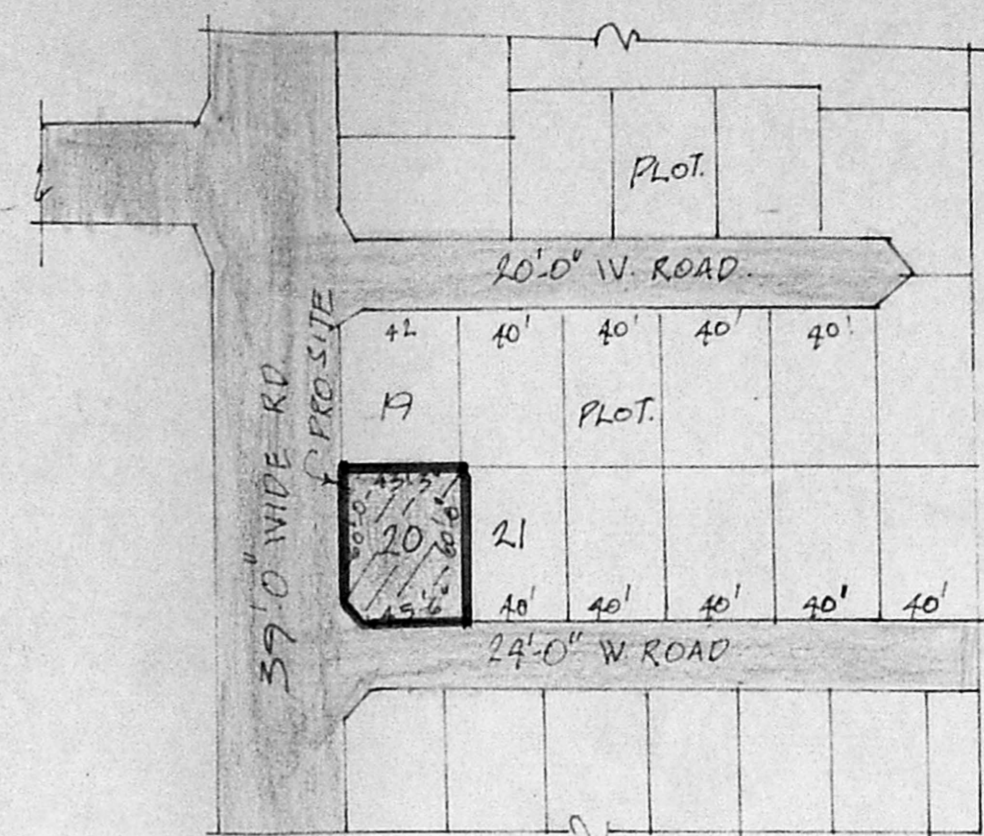 PLOT.
20'-0" W. ROAD.
42 40' 40' 40' 40'
PRO.SITE
19
PLOT.
39'.0" WIDE RD
43'.3"
60'-0"
20
60'-0"
21
45'-6"
40' 40' 40' 40' 40'
24'-0" W ROAD